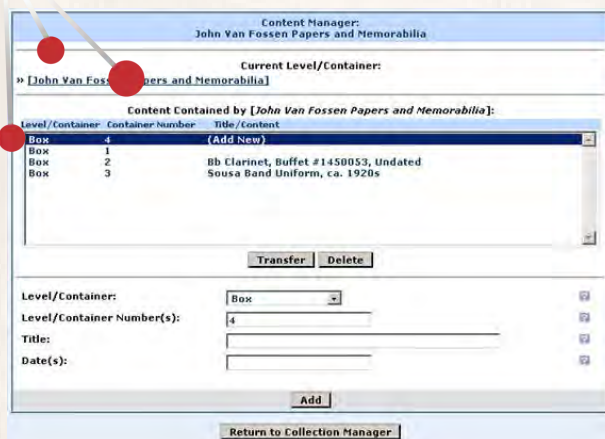 Content Manager:
John Van Fossen Papers and Memorabilia
Current Level/Container:
» [John Van Fossen Papers and Memorabilia]
Content Contained by [John Van Fossen Papers and Memorabilia]:
Level/Container Container Number Title/Content
Box 4 (Add New)
Box 1
Box 2 Bb Clarinet, Buffet #1450053, Undated
Box 3 Sousa Band Uniform, ca. 1920s
Transfer Delete
Level/Container: Box
Level/Container Number(s): 4
Title:
Date(s):
Add
Return to Collection Manager